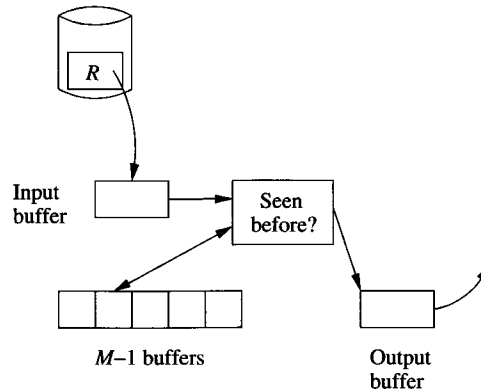 R
Input
buffer
Seen
before?
M−1 buffers
Output
buffer